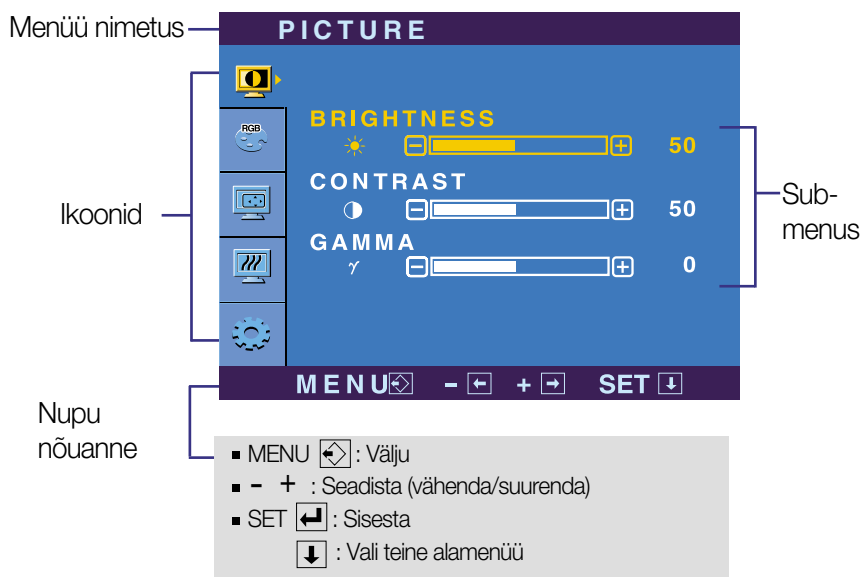 Menüü nimetus
PICTURE
RGB
BRIGHTNESS
50
CONTRAST
50
GAMMA
γ
0
Ikoonid
Sub-
menus
MENU - + SET
Nupu
nõuanne
MENU : Välju
- + : Seadista (vähenda/suurenda)
SET : Sisesta
: Vali teine alamenüü